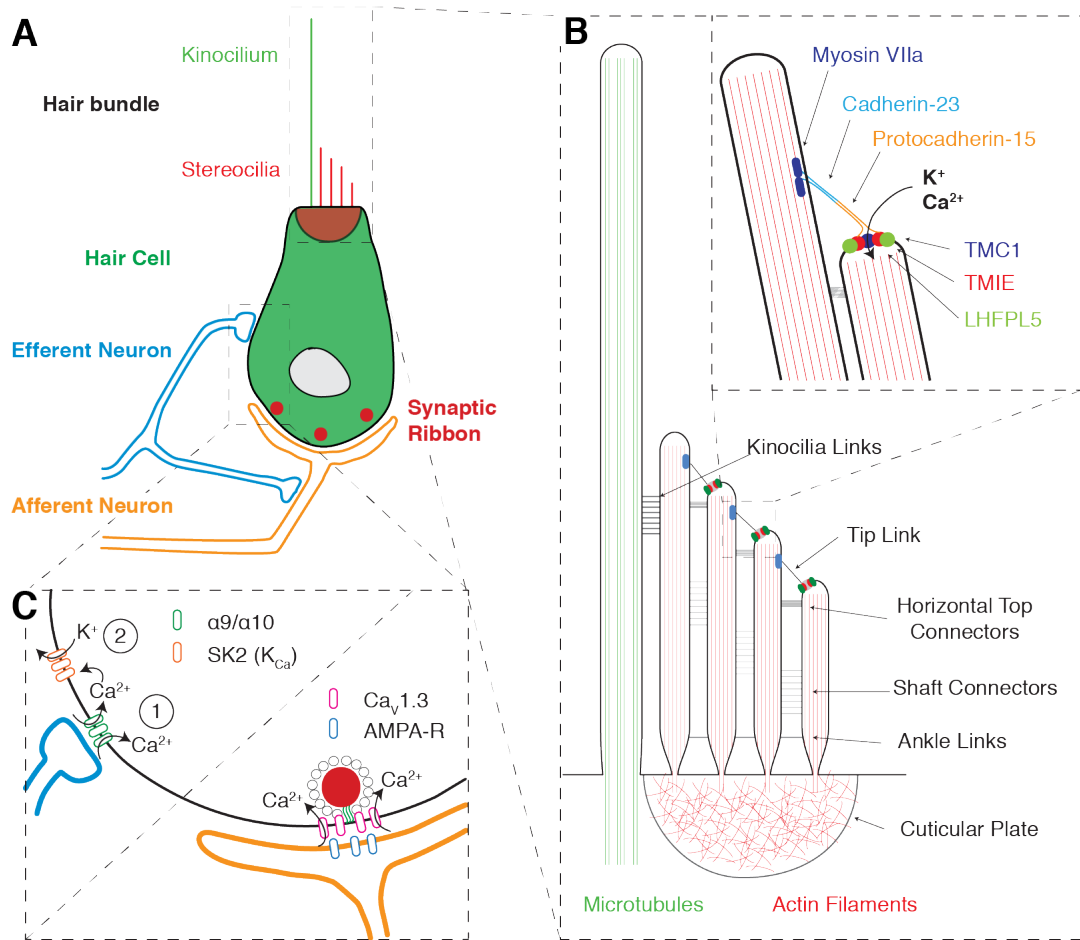 A
Kinocilium
Hair bundle
Stereocilia
Hair Cell
Efferent Neuron
Synaptic
Ribbon
Afferent Neuron
B
Myosin VIIa
Cadherin-23
Protocadherin-15
K⁺
Ca²⁺
TMC1
TMIE
LHFPL5
Kinocilia Links
Tip Link
Horizontal Top
Connectors
Shaft Connectors
Ankle Links
Cuticular Plate
Microtubules
Actin Filaments
C
K⁺
2
α9/α10
SK2 (K_Ca)
Ca²⁺
1
Ca²⁺
Ca_V1.3
AMPA-R
Ca²⁺
Ca²⁺